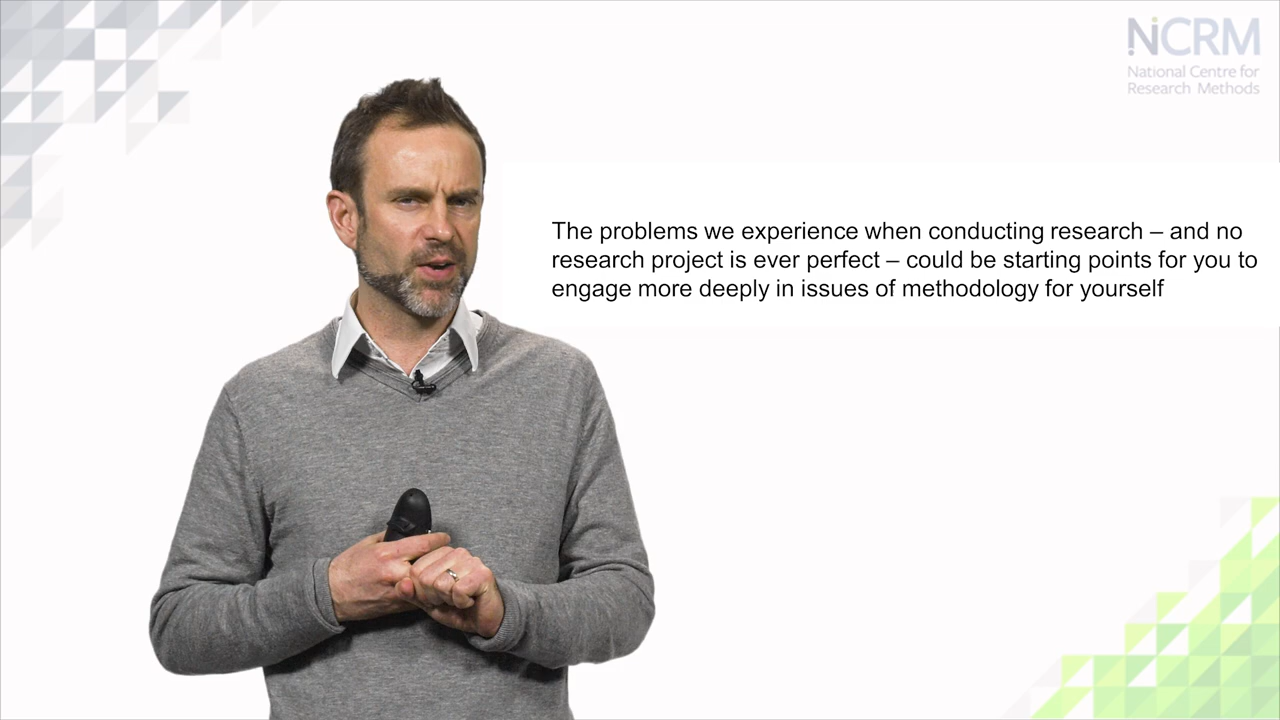 NCRM
National Centre for
Research Methods
The problems we experience when conducting research – and no
research project is ever perfect – could be starting points for you to
engage more deeply in issues of methodology for yourself